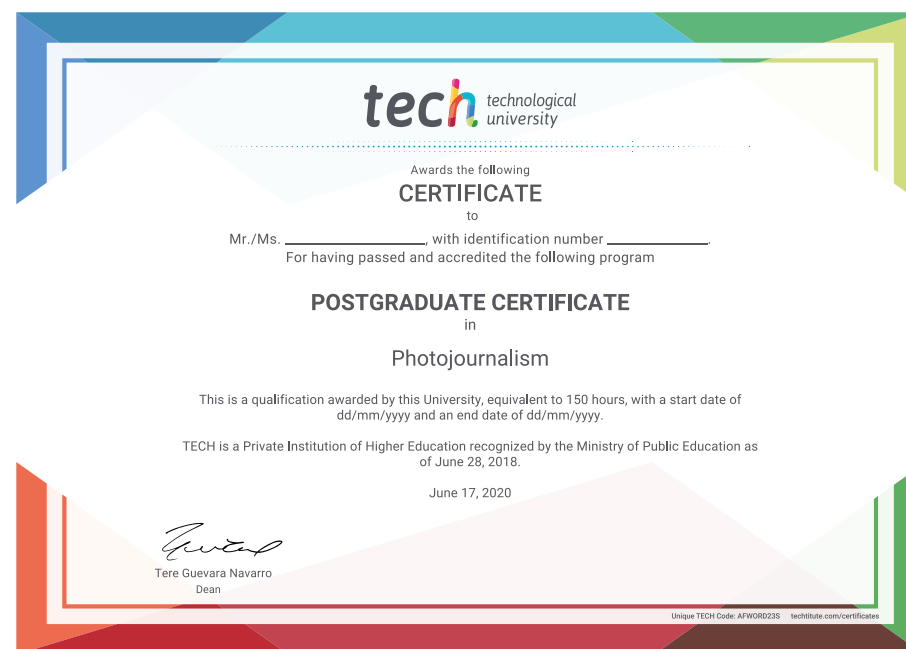 tech technological
university
Awards the following
CERTIFICATE
to
Mr./Ms. ________________, with identification number ____________.
For having passed and accredited the following program
POSTGRADUATE CERTIFICATE
in
Photojournalism
This is a qualification awarded by this University, equivalent to 150 hours, with a start date of
dd/mm/yyyy and an end date of dd/mm/yyyy.
TECH is a Private Institution of Higher Education recognized by the Ministry of Public Education as
of June 28, 2018.
June 17, 2020
Tere Guevara Navarro
Dean
Unique TECH Code: AFWORD23S techtitute.com/certificates